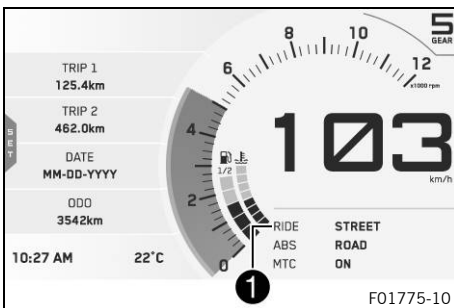 5
GEAR
TRIP 1
125.4km
TRIP 2
462.0km
DATE
MM-DD-YYYY
ODO
3542km
10:27 AM 22°C
SET
0
2
4
6
8
10
12
x1000 rpm
1/2
103
km/h
RIDE STREET
ABS ROAD
MTC ON
1
F01775-10